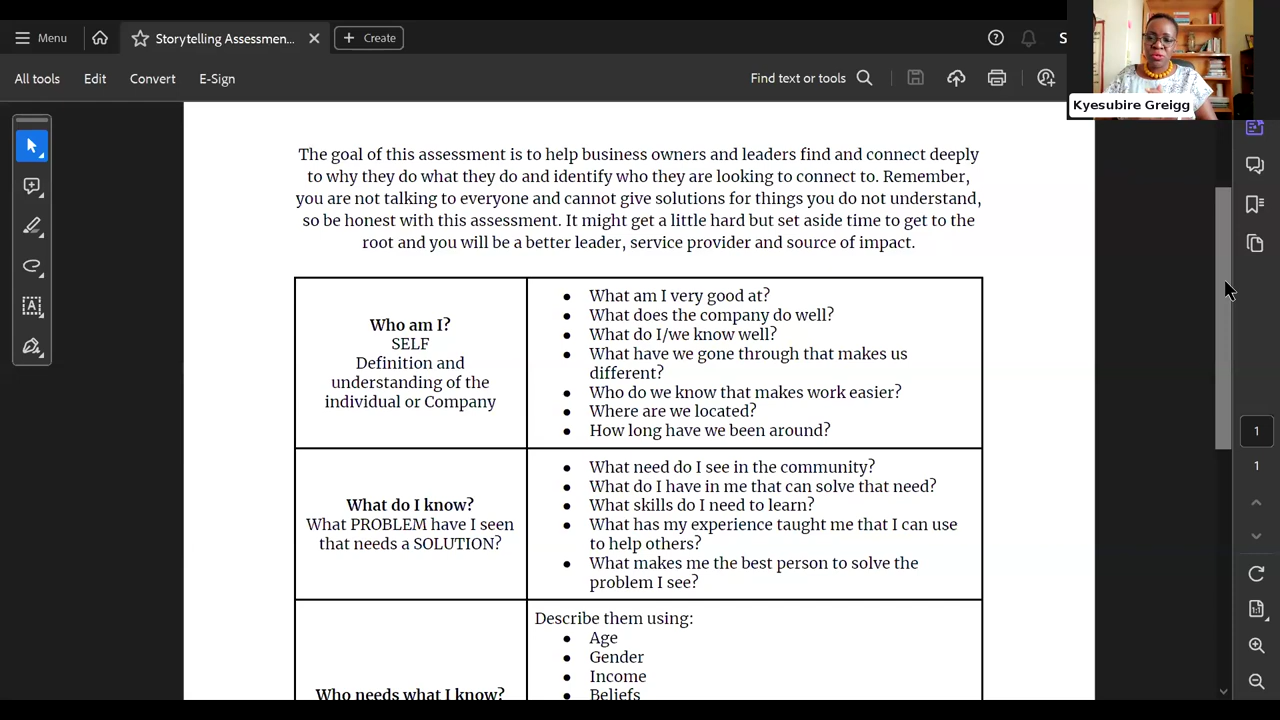 Menu
Storytelling Assessmen...
Create
S
Kyesubire Greigg
All tools
Edit
Convert
E-Sign
Find text or tools
The goal of this assessment is to help business owners and leaders find and connect deeply
to why they do what they do and identify who they are looking to connect to. Remember,
you are not talking to everyone and cannot give solutions for things you do not understand,
so be honest with this assessment. It might get a little hard but set aside time to get to the
root and you will be a better leader, service provider and source of impact.
Who am I?
SELF
Definition and
understanding of the
individual or Company
• What am I very good at?
• What does the company do well?
• What do I/we know well?
• What have we gone through that makes us
different?
• Who do we know that makes work easier?
• Where are we located?
• How long have we been around?
What do I know?
What PROBLEM have I seen
that needs a SOLUTION?
• What need do I see in the community?
• What do I have in me that can solve that need?
• What skills do I need to learn?
• What has my experience taught me that I can use
to help others?
• What makes me the best person to solve the
problem I see?
Who needs what I know?
Describe them using:
• Age
• Gender
• Income
• Beliefs
1
1